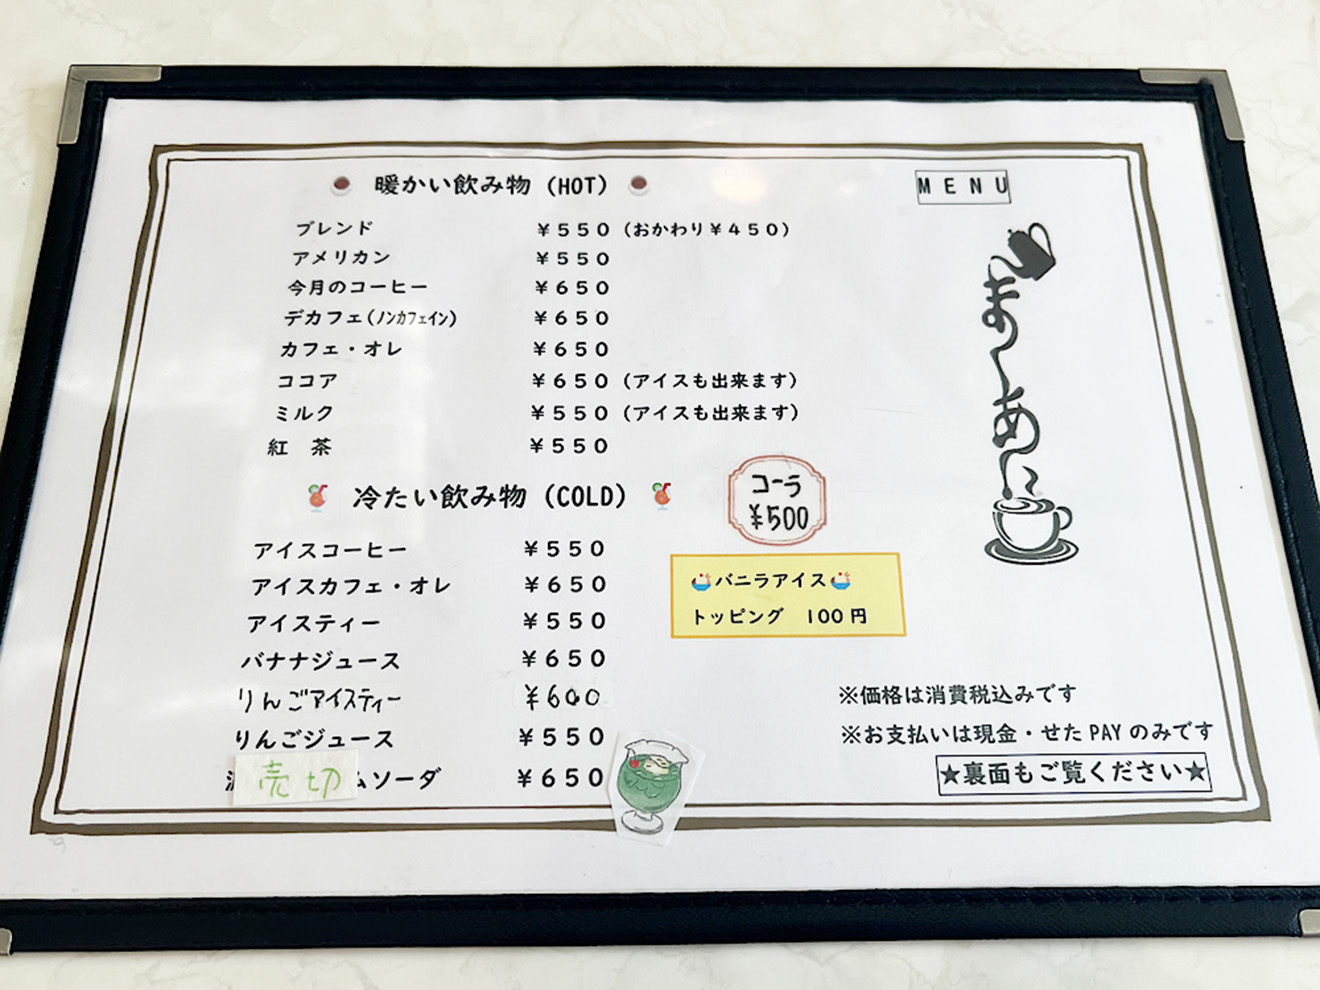 暖かい飲み物 (HOT)
MENU
ブレンド ￥５５０ (おかわり￥４５０)
アメリカン ￥５５０
今月のコーヒー ￥６５０
デカフェ(ﾉﾝｶﾌｪｲﾝ) ￥６５０
カフェ・オレ ￥６５０
ココア ￥６５０ (アイスも出来ます)
ミルク ￥５５０ (アイスも出来ます)
紅　茶 ￥５５０
まーあん
冷たい飲み物 (COLD)
コーラ
¥500
アイスコーヒー ￥５５０
アイスカフェ・オレ ￥６５０
アイスティー ￥５５０
バナナジュース ￥６５０
りんごアイスティー ¥600
りんごジュース ￥５５０
売切 ムソーダ ￥６５０
バニラアイス
トッピング 100円
※価格は消費税込みです
※お支払いは現金・せたPAYのみです
★裏面もご覧ください★